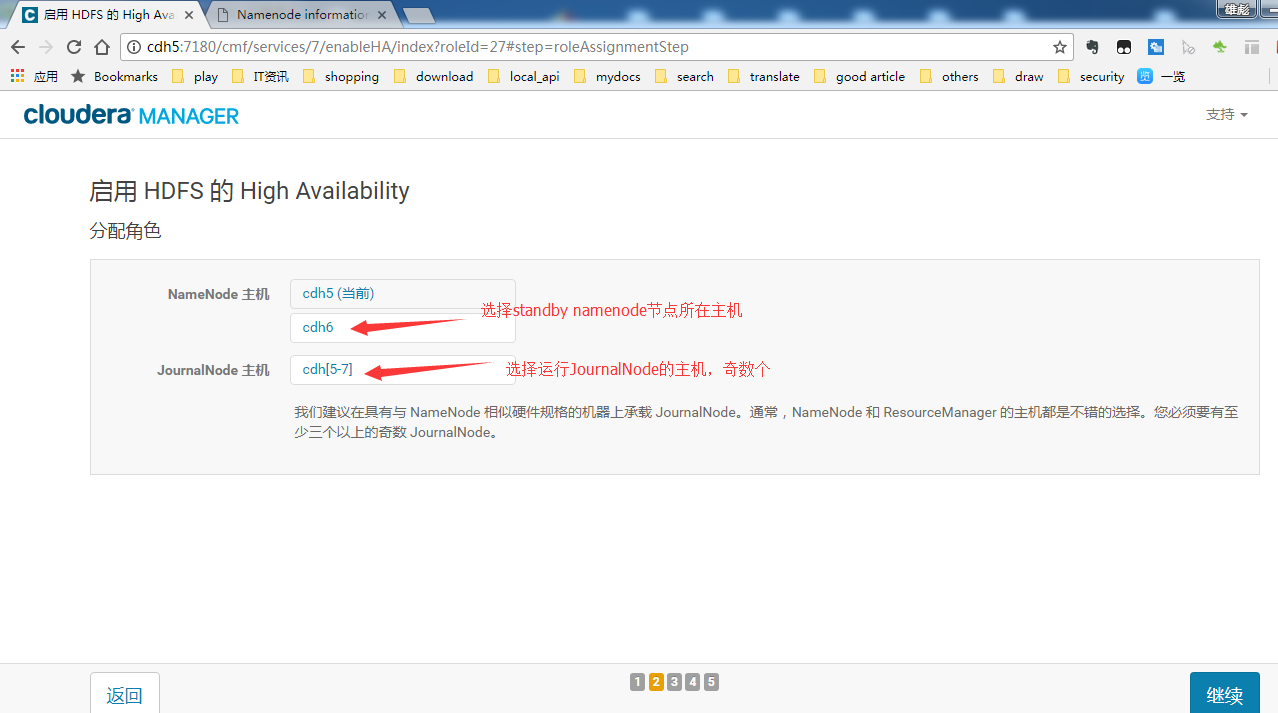 雄彪
启用 HDFS 的 High Ava
Namenode information
cdh5:7180/cmf/services/7/enableHA/index?roleId=27#step=roleAssignmentStep
应用 Bookmarks play IT资讯 shopping download local_api mydocs search translate good article others draw security 览 一览
cloudera MANAGER
支持
启用 HDFS 的 High Availability
分配角色
NameNode 主机 cdh5 (当前)
选择standby namenode节点所在主机
cdh6
JournalNode 主机 cdh[5-7] 选择运行JournalNode的主机，奇数个
我们建议在具有与 NameNode 相似硬件规格的机器上承载 JournalNode。通常，NameNode 和 ResourceManager 的主机都是不错的选择。您必须要有至
少三个以上的奇数 JournalNode。
返回 1 2 3 4 5 继续